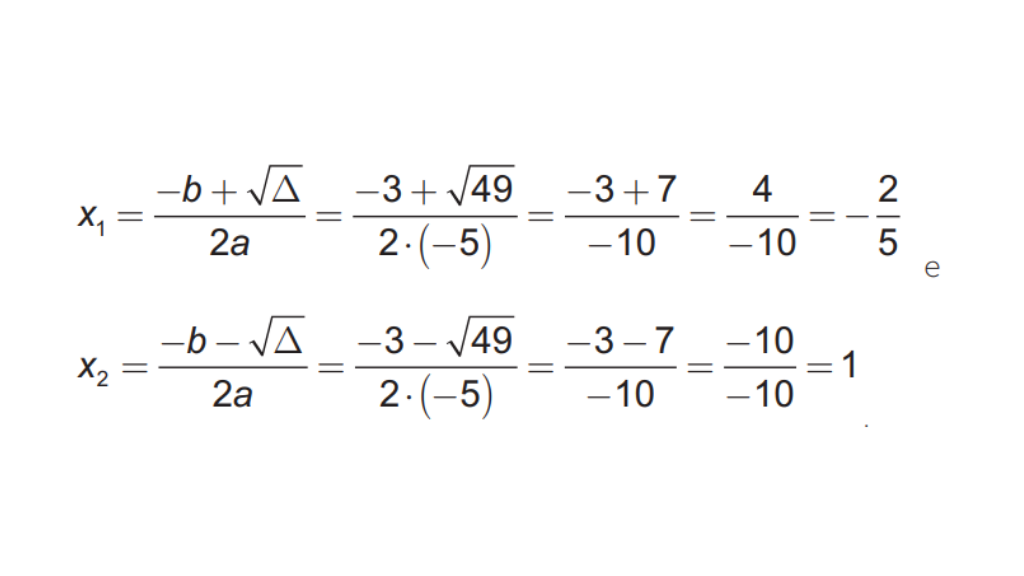 x₁ = (−b + √Δ)/(2a) = (−3 + √49)/(2·(−5)) = (−3 + 7)/(−10) = 4/(−10) = −2/5 e
x₂ = (−b − √Δ)/(2a) = (−3 − √49)/(2·(−5)) = (−3 − 7)/(−10) = (−10)/(−10) = 1.